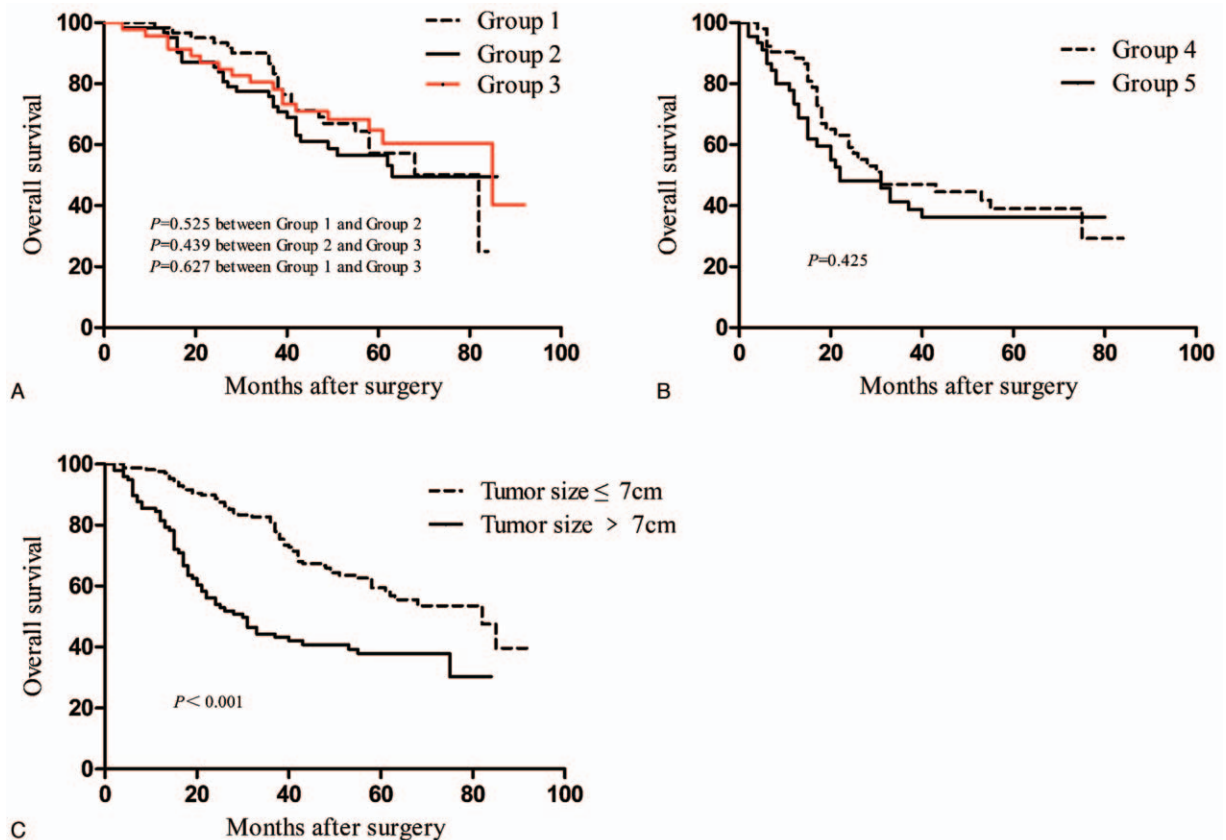 100
80
60
40
20
0
Overall survival
Group 1
Group 2
Group 3
P=0.525 between Group 1 and Group 2
P=0.439 between Group 2 and Group 3
P=0.627 between Group 1 and Group 3
0 20 40 60 80 100
Months after surgery
A
100
80
60
40
20
0
Overall survival
Group 4
Group 5
P=0.425
0 20 40 60 80 100
Months after surgery
B
100
80
60
40
20
0
Overall survival
Tumor size ≤ 7cm
Tumor size > 7cm
P< 0.001
0 20 40 60 80 100
Months after surgery
C